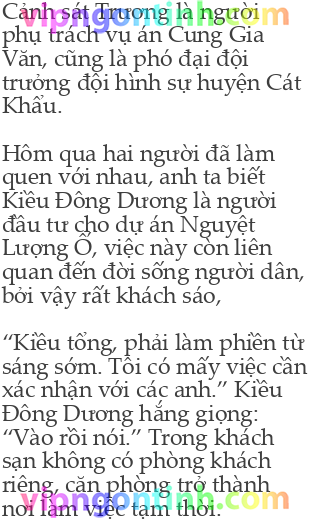 Cảnh sát Trương là người
phụ trách vụ án Cung Gia
Văn, cũng là phó đại đội
trưởng đội hình sự huyện Cát
Khẩu.
Hôm qua hai người đã làm
quen với nhau, anh ta biết
Kiều Đông Dương là người
đầu tư cho dự án Nguyệt
Lượng Ổ, việc này còn liên
quan đến đời sống người dân,
bởi vậy rất khách sáo,
“Kiều tổng, phải làm phiền từ
sáng sớm. Tôi có mấy việc cần
xác nhận với các anh.” Kiều
Đông Dương hắng giọng:
“Vào rồi nói.” Trong khách
sạn không có phòng khách
riêng, căn phòng trở thành
nơi làm việc tạm thời.
vipngontinh.com
vipngontinh.com